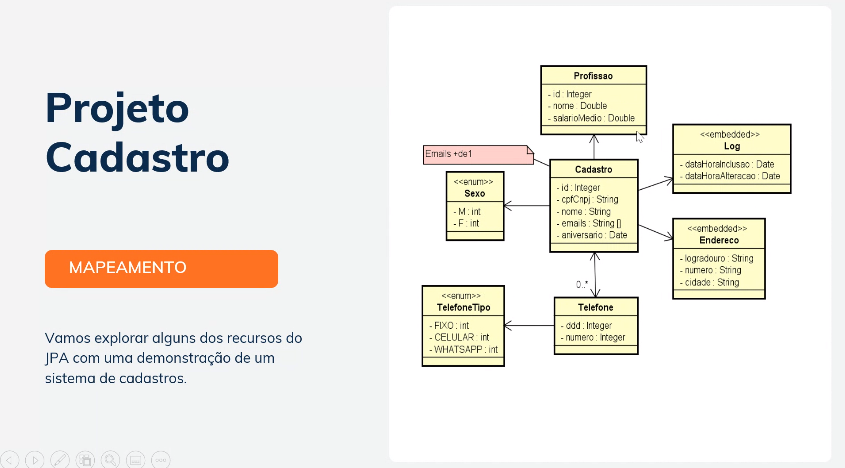 Projeto
Cadastro
MAPEAMENTO
Vamos explorar alguns dos recursos do
JPA com uma demonstração de um
sistema de cadastros.
Profissao
- id : Integer
- nome : Double
- salarioMedio : Double
<<embedded>>
Log
- dataHoraInclusao : Date
- dataHoraAlteracao : Date
Emails +de1
Cadastro
- id : Integer
- cpfCnpj : String
- nome : String
- emails : String []
- aniversario : Date
<<enum>>
Sexo
- M : int
- F : int
<<embedded>>
Endereco
- logradouro : String
- numero : String
- cidade : String
0..*
<<enum>>
TelefoneTipo
- FIXO : int
- CELULAR : int
- WHATSAPP : int
Telefone
- ddd : Integer
- numero : Integer